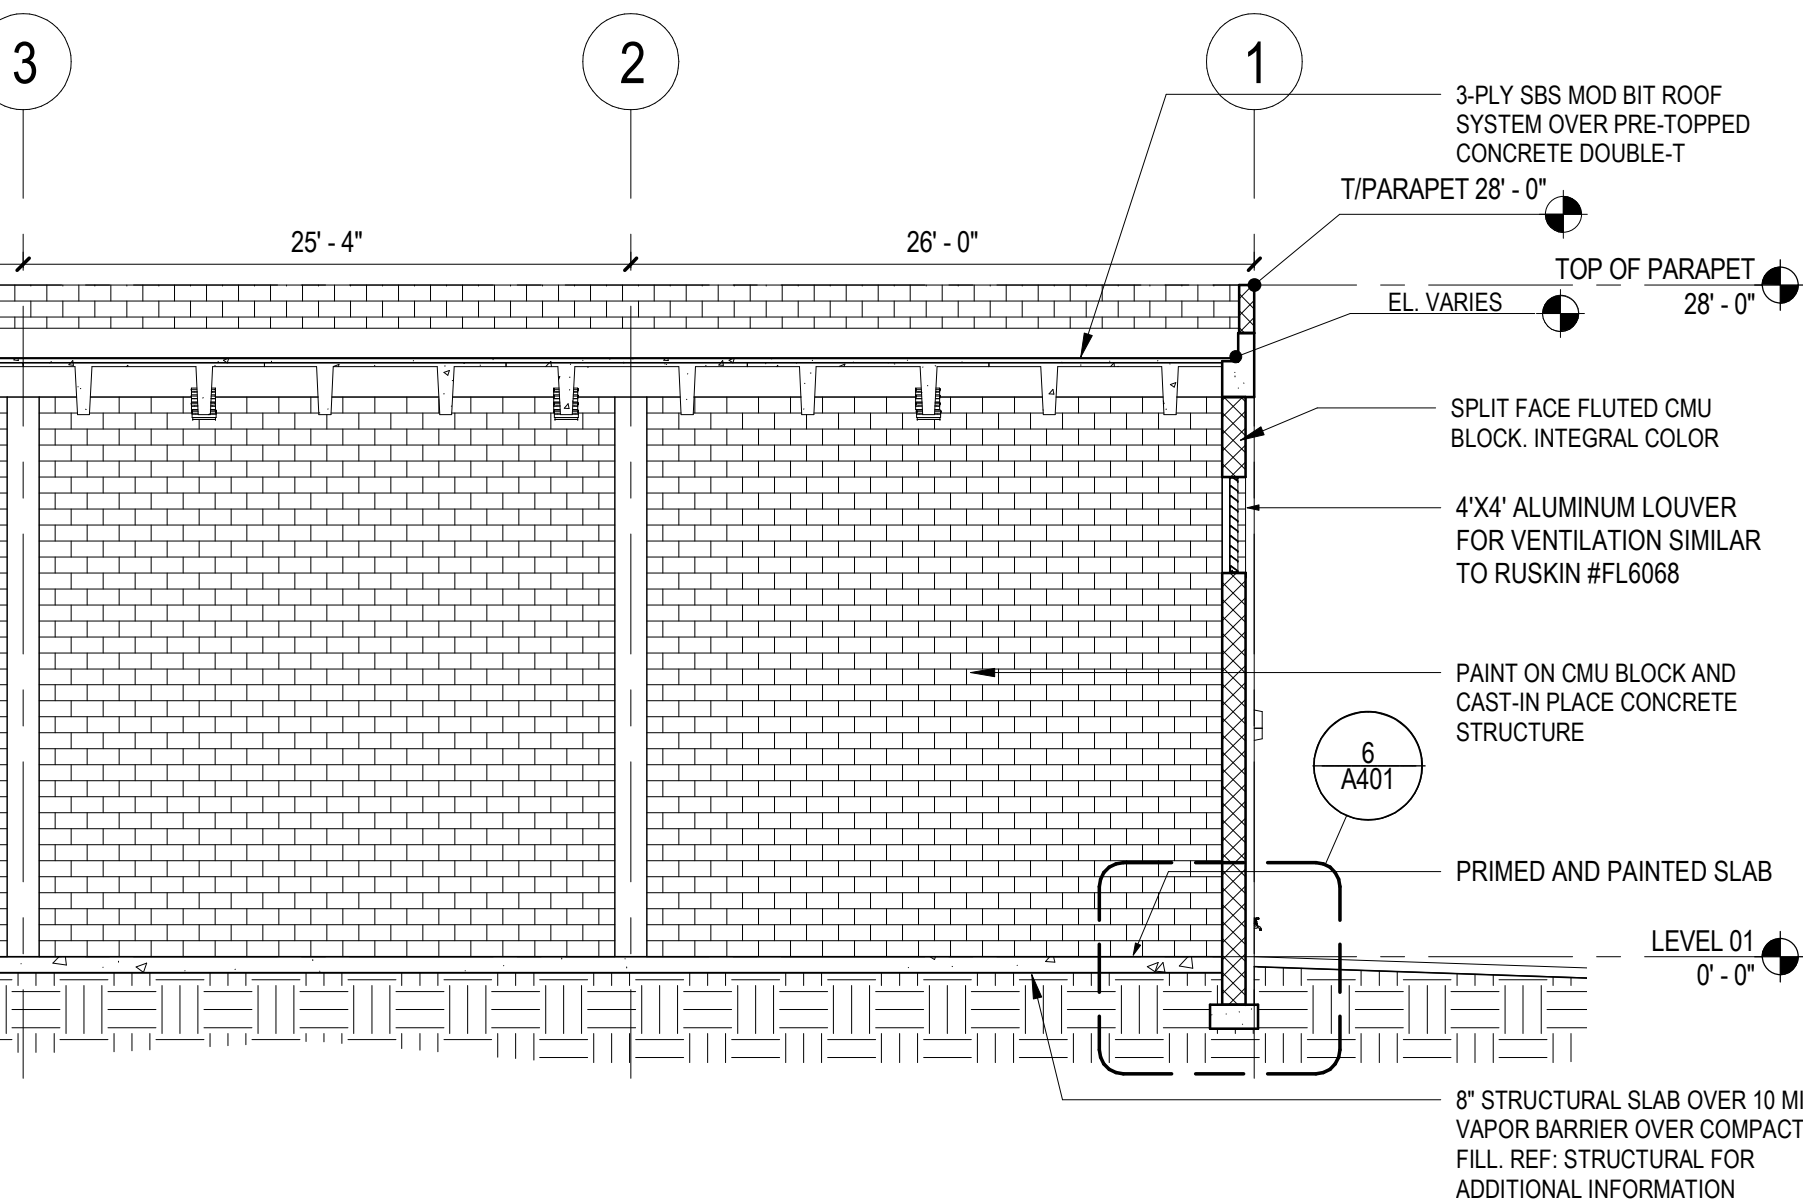 3
2
1
3-PLY SBS MOD BIT ROOF
SYSTEM OVER PRE-TOPPED
CONCRETE DOUBLE-T
T/PARAPET 28' - 0"
25' - 4"
26' - 0"
TOP OF PARAPET
28' - 0"
EL. VARIES
SPLIT FACE FLUTED CMU
BLOCK. INTEGRAL COLOR
4'X4' ALUMINUM LOUVER
FOR VENTILATION SIMILAR
TO RUSKIN #FL6068
PAINT ON CMU BLOCK AND
CAST-IN PLACE CONCRETE
STRUCTURE
6
A401
PRIMED AND PAINTED SLAB
LEVEL 01
0' - 0"
8" STRUCTURAL SLAB OVER 10 MI
VAPOR BARRIER OVER COMPACT
FILL. REF: STRUCTURAL FOR
ADDITIONAL INFORMATION